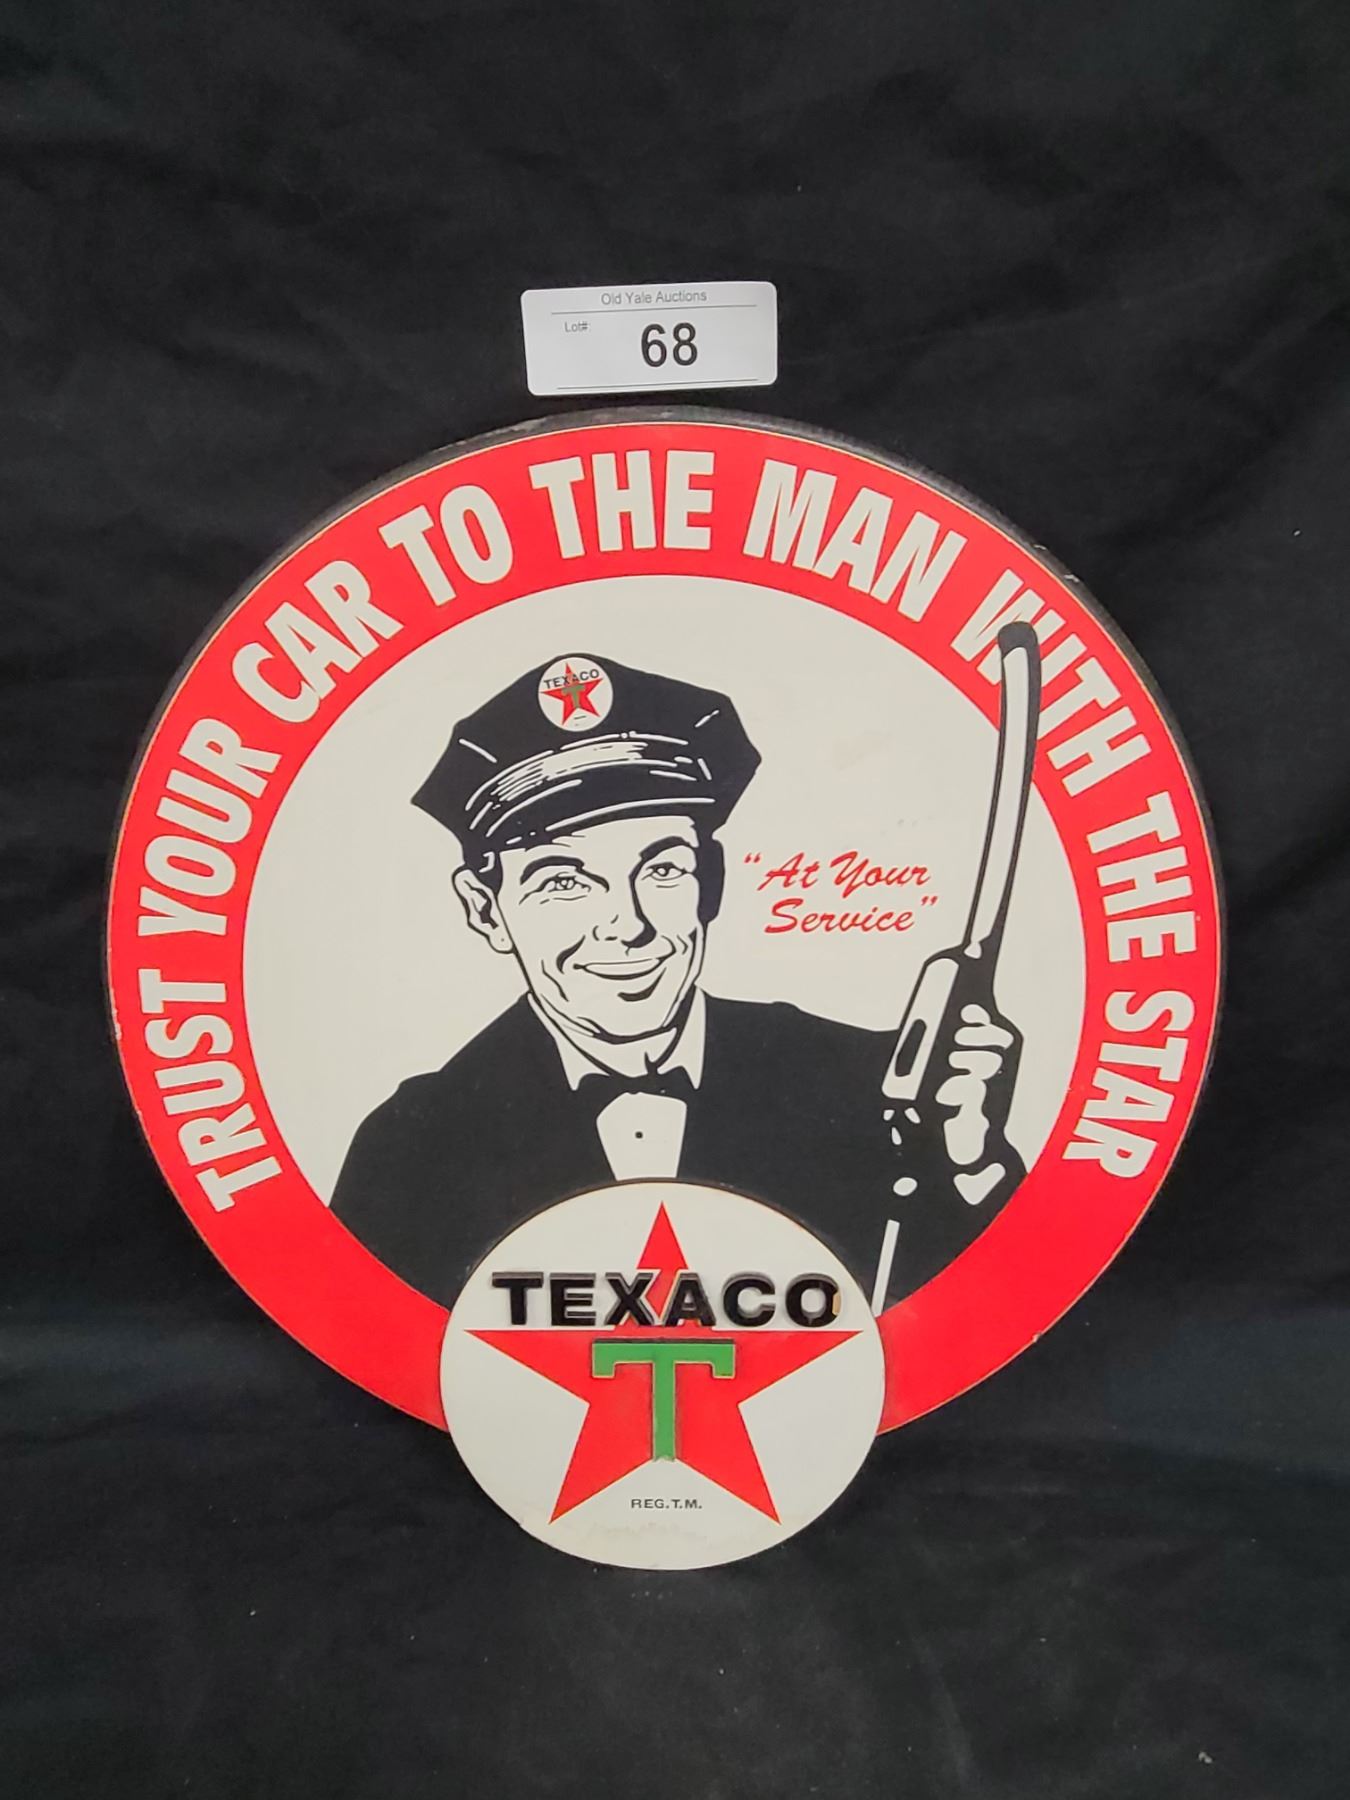 Old Yale Auctions
Lot#:
68
TRUST YOUR CAR TO THE MAN WITH THE STAR
TEXACO
T
"At Your
Service"
TEXACO
T
REG.T.M.